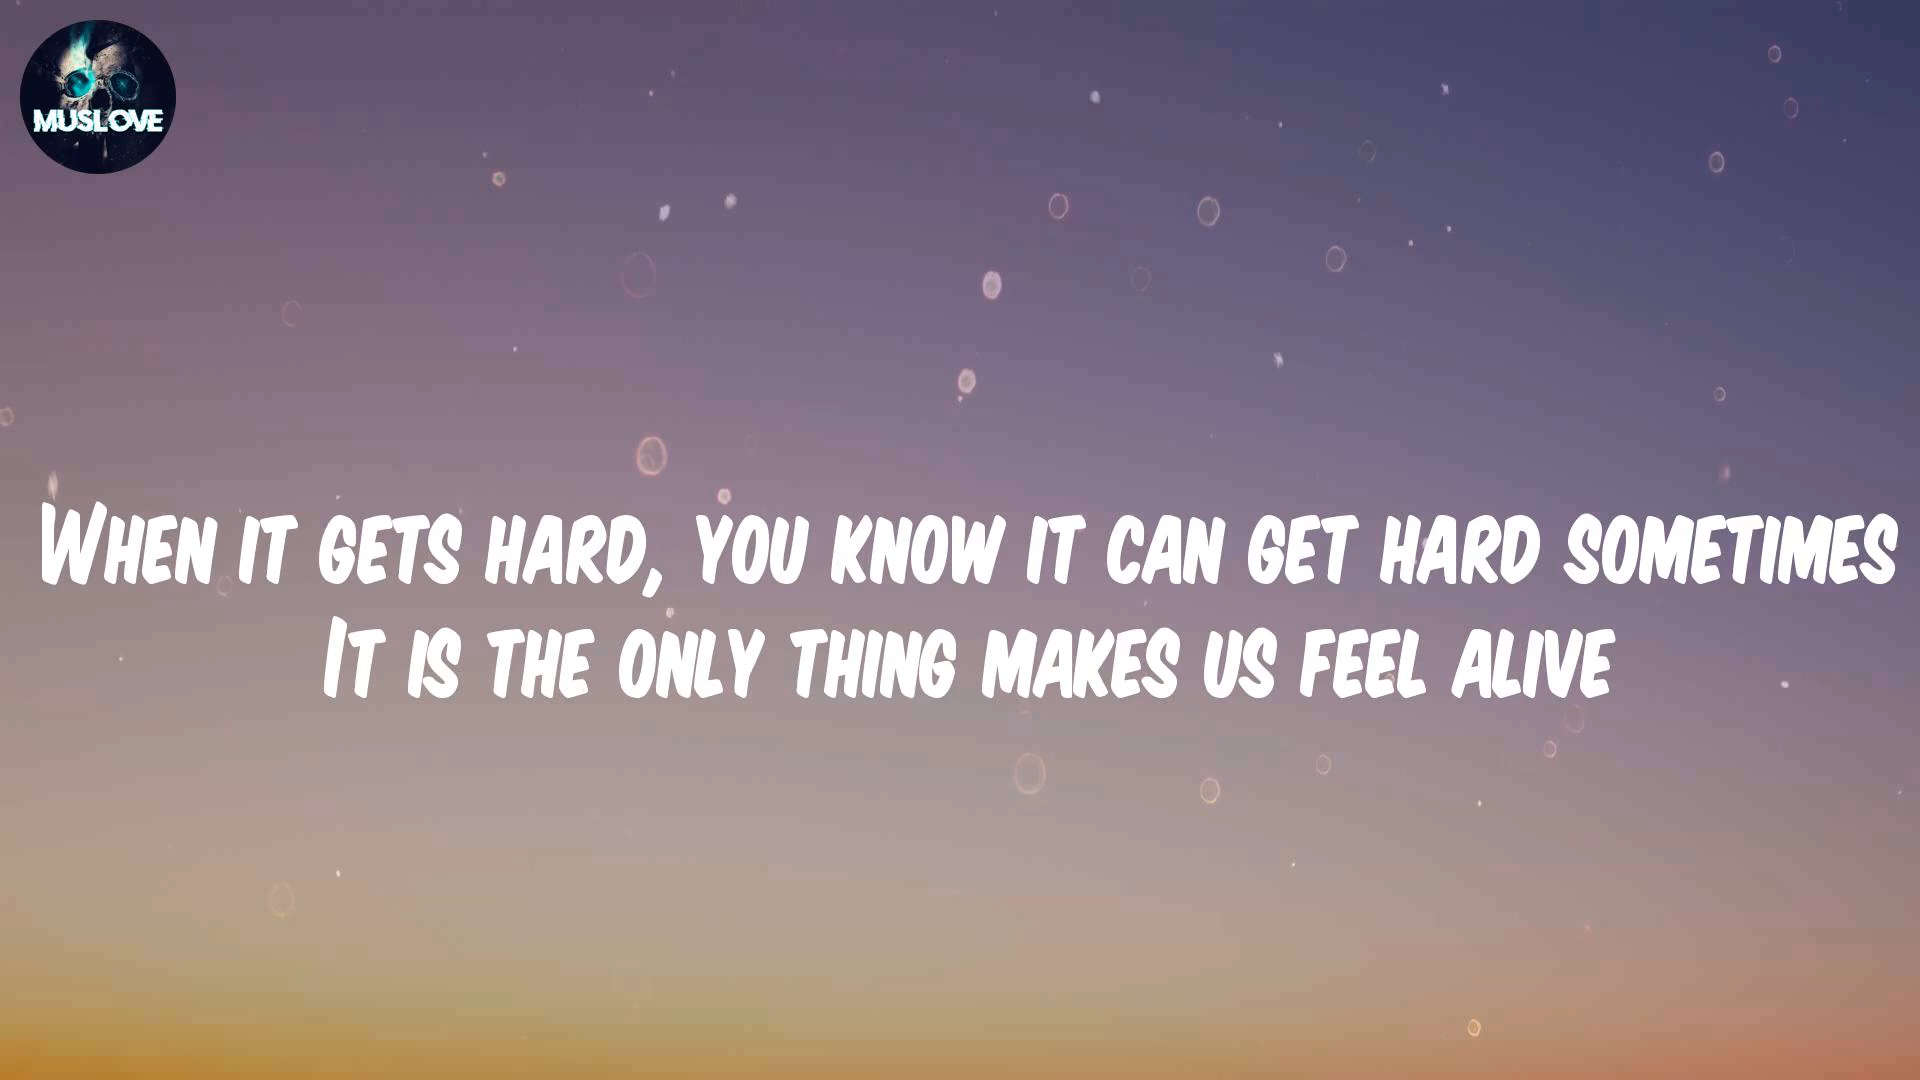 MUSLOVE
When it gets hard, you know it can get hard sometimes
It is the only thing makes us feel alive